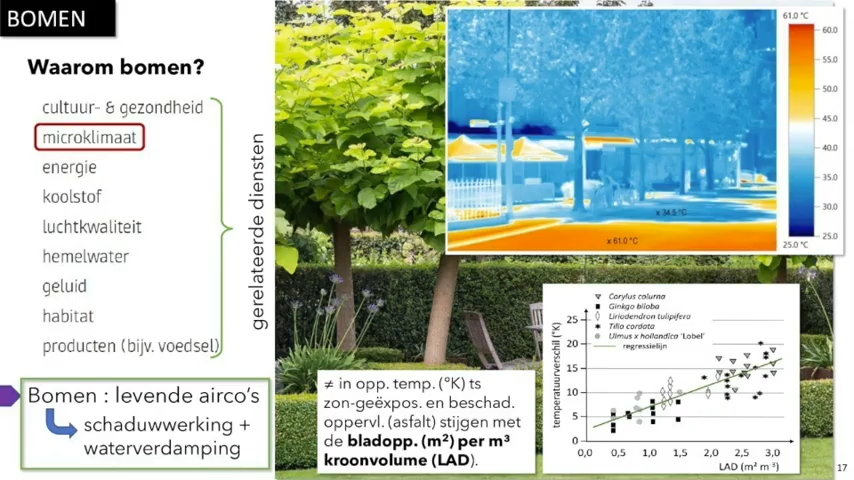 BOMEN
Waarom bomen?
cultuur- & gezondheid
microklimaat
energie
koolstof
luchtkwaliteit
hemelwater
geluid
habitat
producten (bijv. voedsel)
gerelateerde diensten
Bomen : levende airco's
schaduwwerking +
waterverdamping
61.0 °C
60.0
55.0
50.0
45.0
40.0
35.0
30.0
25.0
25.0 °C
x 34.5 °C
x 61.0 °C
≠ in opp. temp. (°K) ts
zon-geëxpos. en beschad.
oppervl. (asfalt) stijgen met
de bladopp. (m²) per m³
kroonvolume (LAD).
Corylus colurna
Ginkgo biloba
Liriodendron tulipifera
Tilia cordata
Ulmus x hollandica 'Lobel'
regressielijn
temperatuurverschil (°K)
25
20
15
10
5
0
0,0 0,5 1,0 1,5 2,0 2,5 3,0
LAD (m² m⁻³)
17